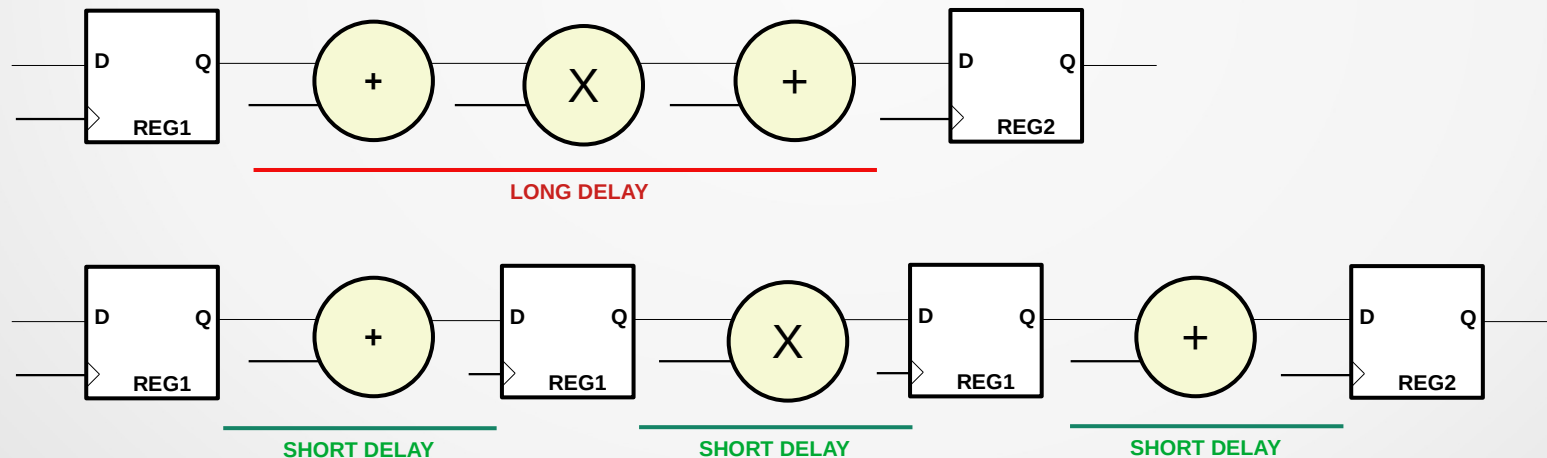 D Q + X + D Q
REG1 REG2
LONG DELAY
D Q + D Q X D Q + D Q
REG1 REG1 REG1 REG2
SHORT DELAY SHORT DELAY SHORT DELAY